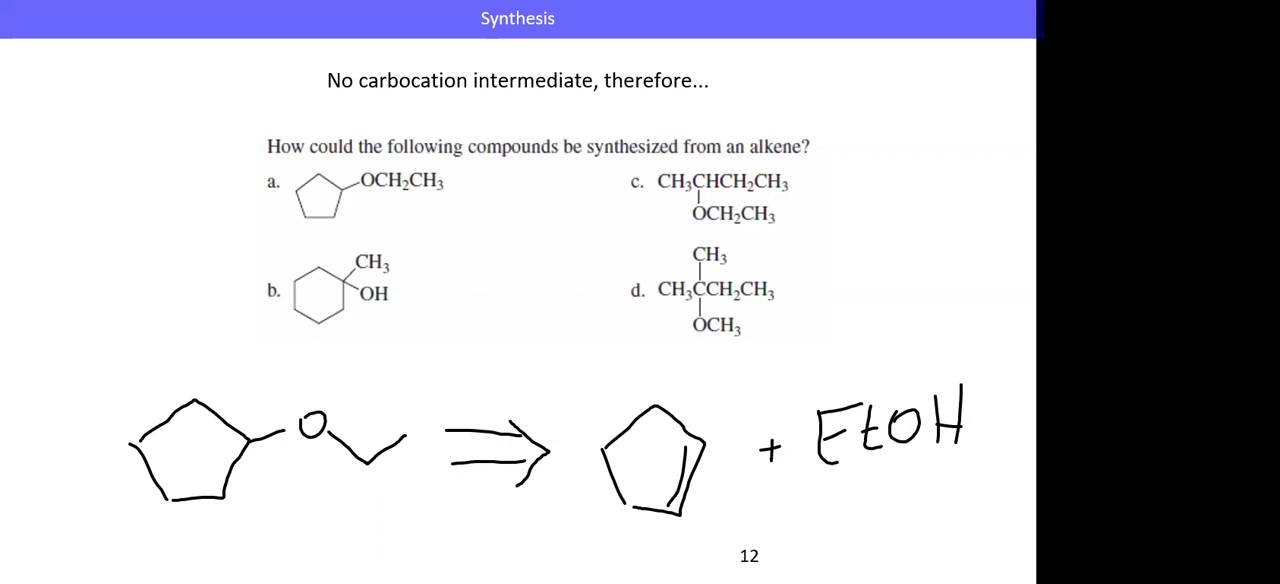 Synthesis
No carbocation intermediate, therefore...
How could the following compounds be synthesized from an alkene?
a. OCH₂CH₃
c. CH₃CHCH₂CH₃
OCH₂CH₃
b. CH₃
OH
CH₃
d. CH₃CCH₂CH₃
OCH₃
O + EtOH
12